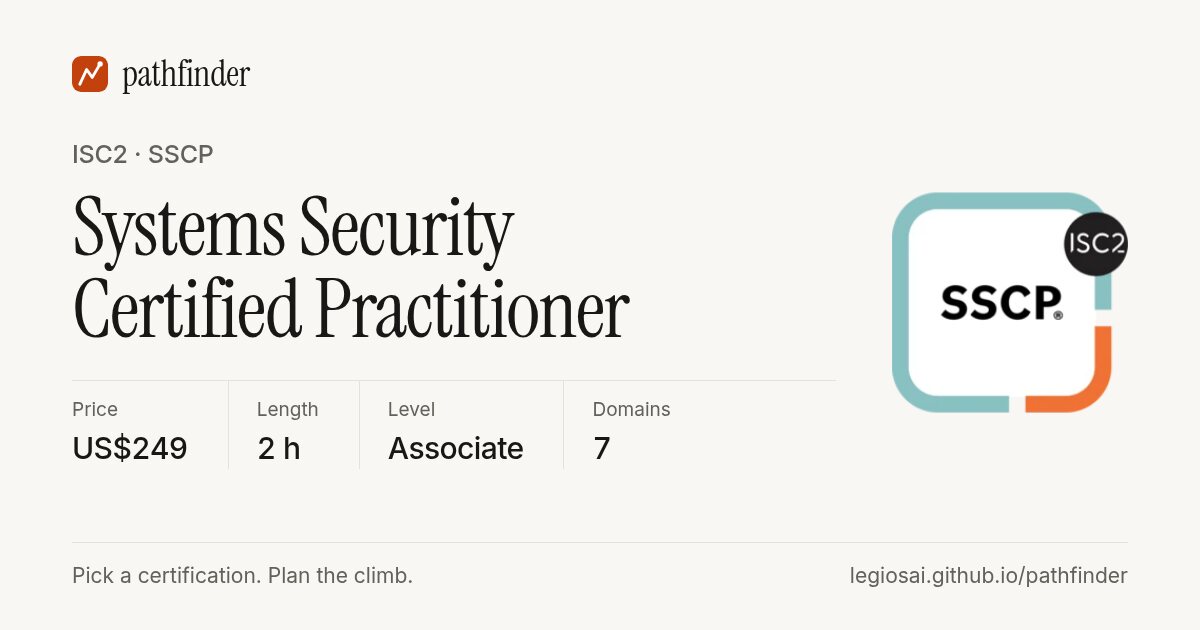 pathfinder
ISC2 · SSCP
Systems Security
Certified Practitioner
ISC2
SSCP®
Price
Length
Level
Domains
US$249
2 h
Associate
7
Pick a certification. Plan the climb.
legiosai.github.io/pathfinder